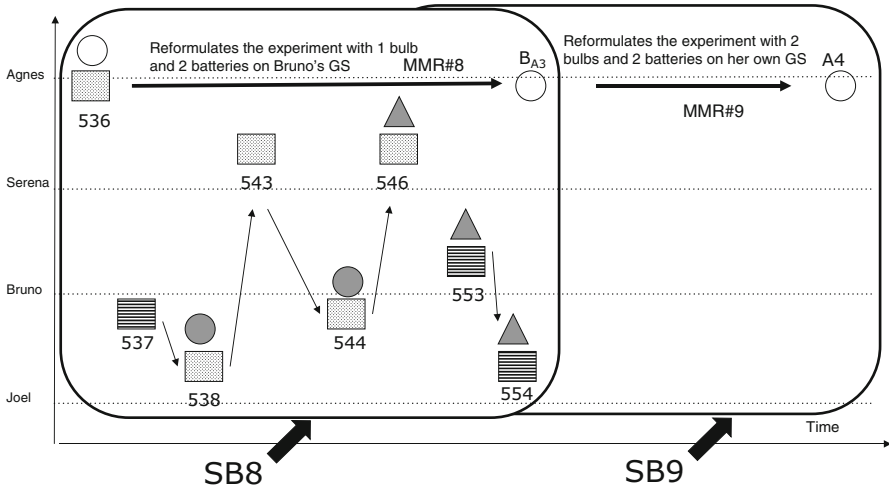 Reformulates the experiment with 1 bulb
and 2 batteries on Bruno's GS
MMR#8
B A3
Reformulates the experiment with 2
bulbs and 2 batteries on her own GS
A4
MMR#9
Agnes
536
543
546
Serena
553
Bruno
537
544
538
554
Joel
Time
SB8
SB9